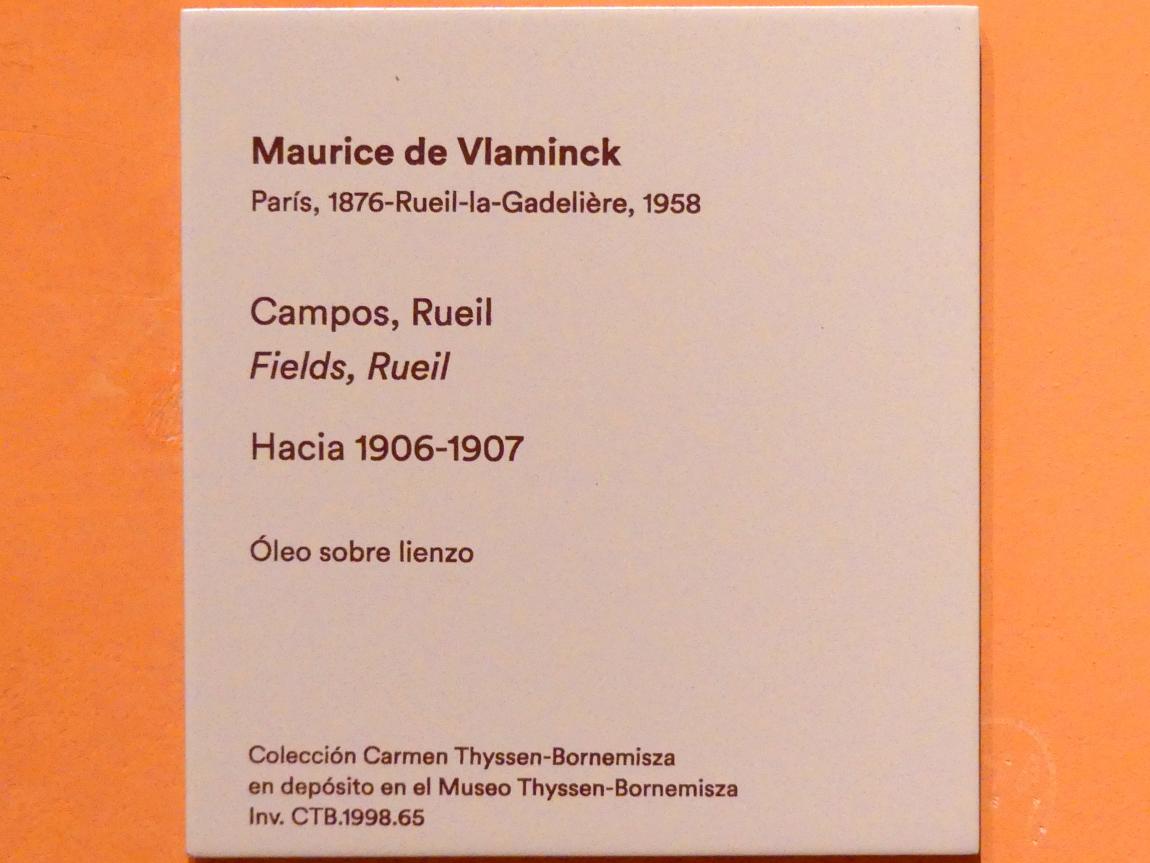 Maurice de Vlaminck
París, 1876-Rueil-la-Gadelière, 1958
Campos, Rueil
Fields, Rueil
Hacia 1906-1907
Óleo sobre lienzo
Colección Carmen Thyssen-Bornemisza
en depósito en el Museo Thyssen-Bornemisza
Inv. CTB.1998.65